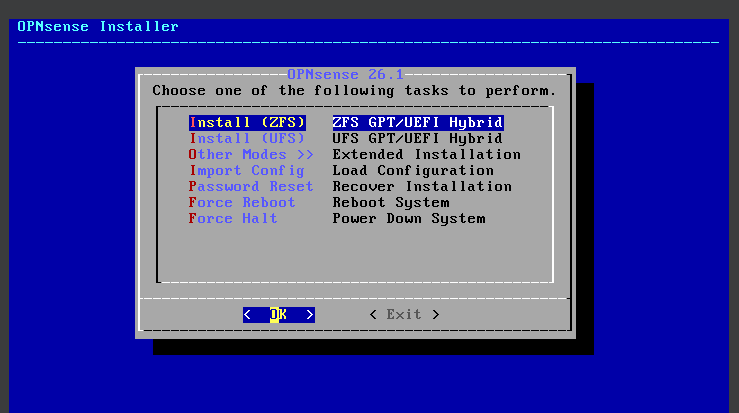 OPNsense Installer
OPNsense 26.1
Choose one of the following tasks to perform.
Install (ZFS) ZFS GPT/UEFI Hybrid
Install (UFS) UFS GPT/UEFI Hybrid
Other Modes >> Extended Installation
Import Config Load Configuration
Password Reset Recover Installation
Force Reboot Reboot System
Force Halt Power Down System
< OK > < Exit >